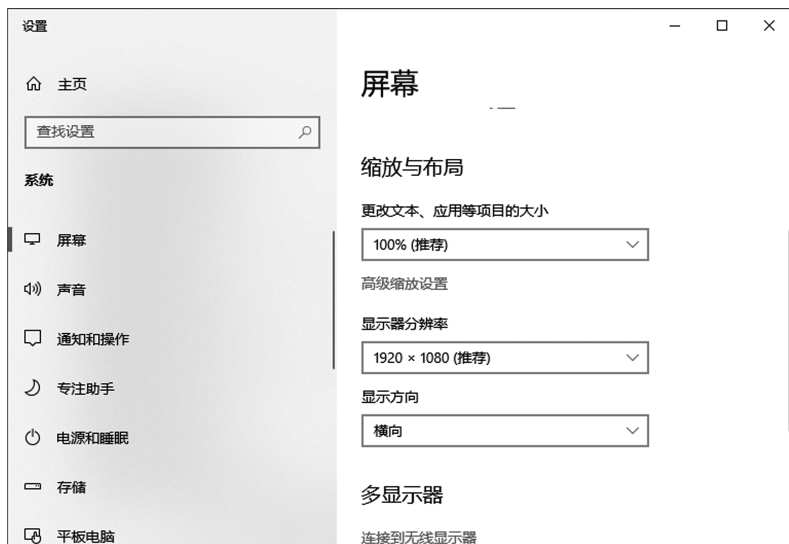 设置
主页
查找设置
系统
屏幕
声音
通知和操作
专注助手
电源和睡眠
存储
平板电脑
屏幕
缩放与布局
更改文本、应用等项目的大小
100% (推荐)
高级缩放设置
显示器分辨率
1920 × 1080 (推荐)
显示方向
横向
多显示器
连接到无线显示器